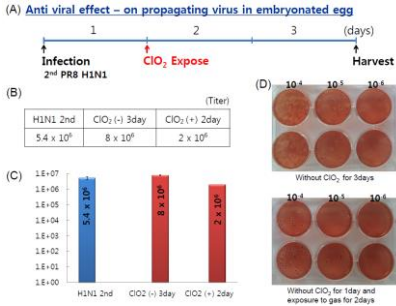 (A) Anti viral effect – on propagating virus in embryonated egg
1 2 3 (days)
Infection ClO₂ Expose Harvest
2nd PR8 H1N1
(B) (Titer)
H1N1 2nd ClO₂ (-) 3day ClO₂ (+) 2day
5.4 x 10⁶ 8 x 10⁶ 2 x 10⁶
(C)
1.E+07
1.E+06
1.E+05
1.E+04
1.E+03
1.E+02
1.E+01
1.E+00
5.4 x 10⁶
8 x 10⁶
2 x 10⁶
H1N1 2nd ClO2 (-) 3day ClO2 (+) 2day
(D)
10⁻⁴ 10⁻⁵ 10⁻⁶
Without ClO₂ for 3days
10⁻⁴ 10⁻⁵ 10⁻⁶
Without ClO₂ for 1day and
exposure to gas for 2days